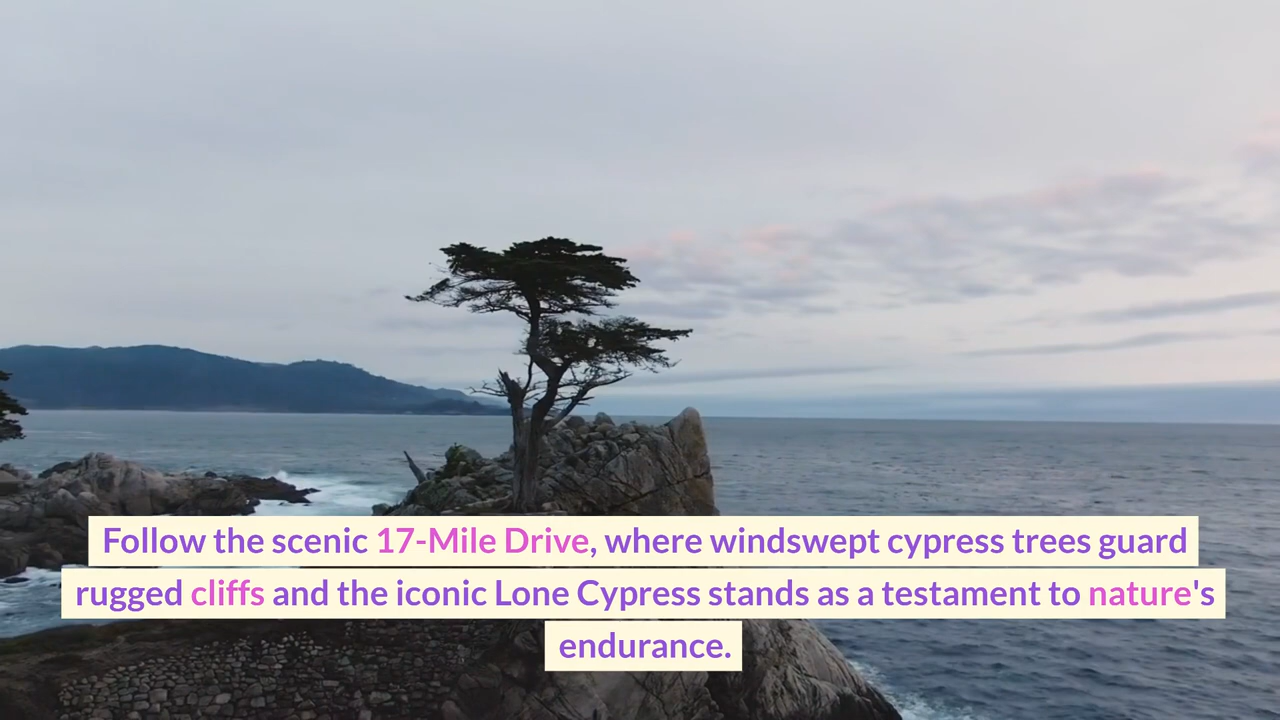 Follow the scenic 17-Mile Drive, where windswept cypress trees guard
rugged cliffs and the iconic Lone Cypress stands as a testament to nature's
endurance.